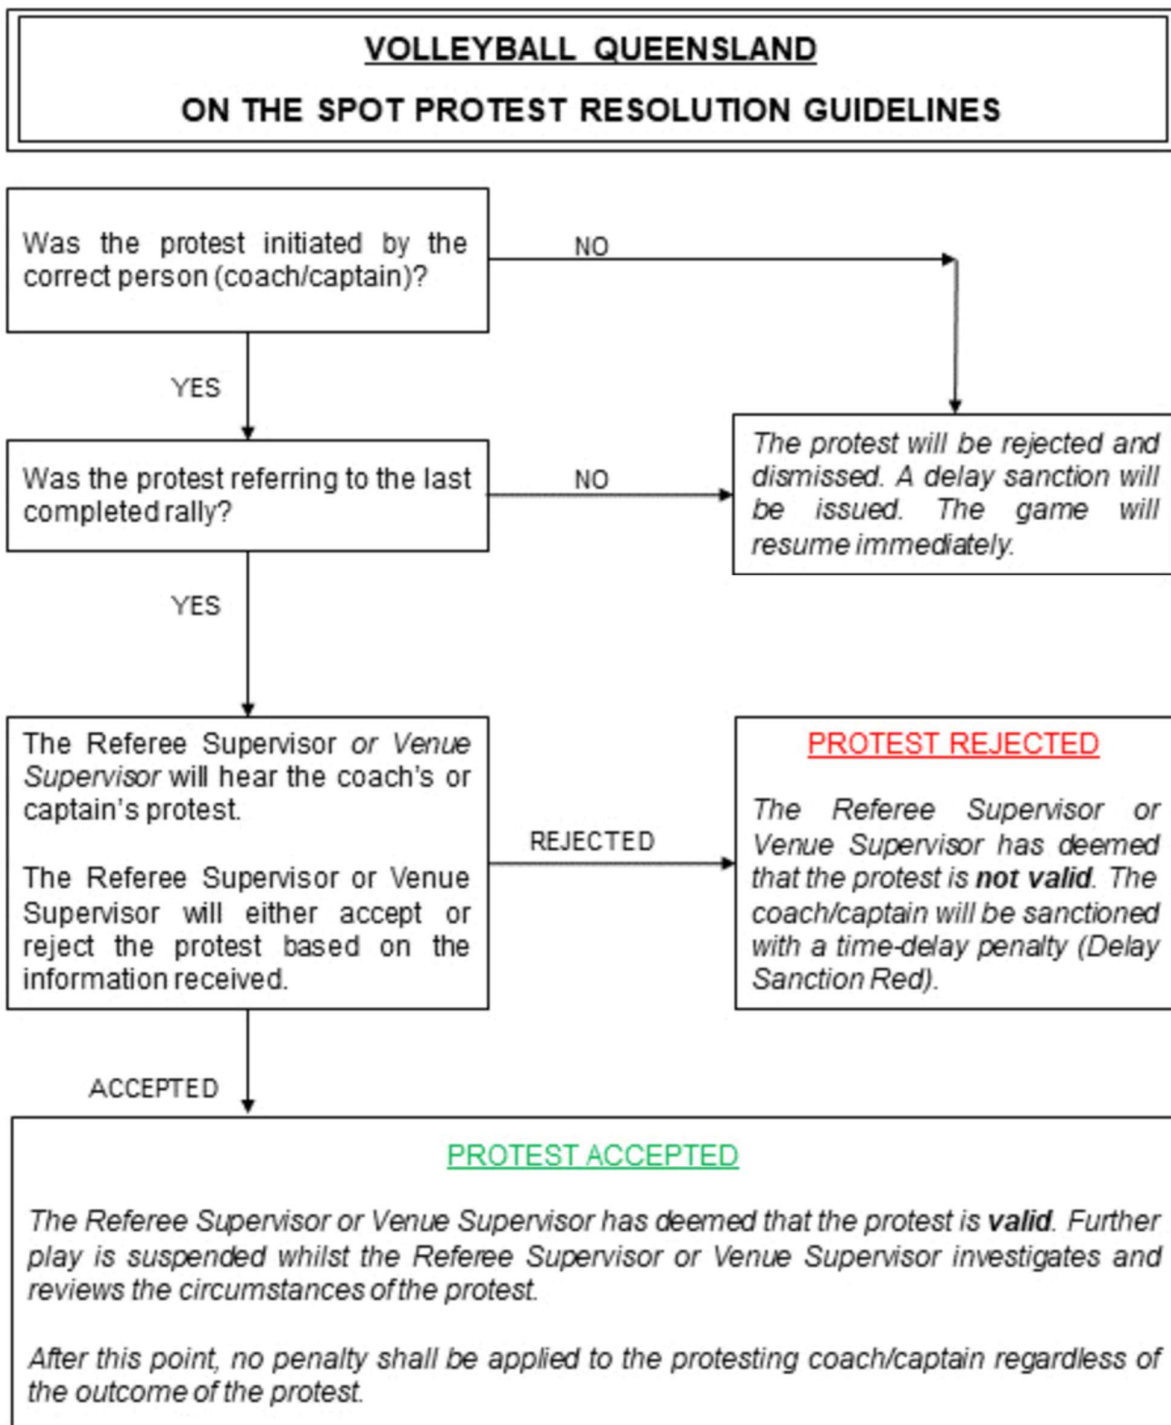 VOLLEYBALL QUEENSLAND
ON THE SPOT PROTEST RESOLUTION GUIDELINES
Was the protest initiated by the
correct person (coach/captain)?
NO
YES
Was the protest referring to the last
completed rally?
NO
The protest will be rejected and
dismissed. A delay sanction will
be issued. The game will
resume immediately.
YES
The Referee Supervisor or Venue
Supervisor will hear the coach's or
captain's protest.
The Referee Supervisor or Venue
Supervisor will either accept or
reject the protest based on the
information received.
REJECTED
PROTEST REJECTED
The Referee Supervisor or
Venue Supervisor has deemed
that the protest is not valid. The
coach/captain will be sanctioned
with a time-delay penalty (Delay
Sanction Red).
ACCEPTED
PROTEST ACCEPTED
The Referee Supervisor or Venue Supervisor has deemed that the protest is valid. Further
play is suspended whilst the Referee Supervisor or Venue Supervisor investigates and
reviews the circumstances of the protest.
After this point, no penalty shall be applied to the protesting coach/captain regardless of
the outcome of the protest.